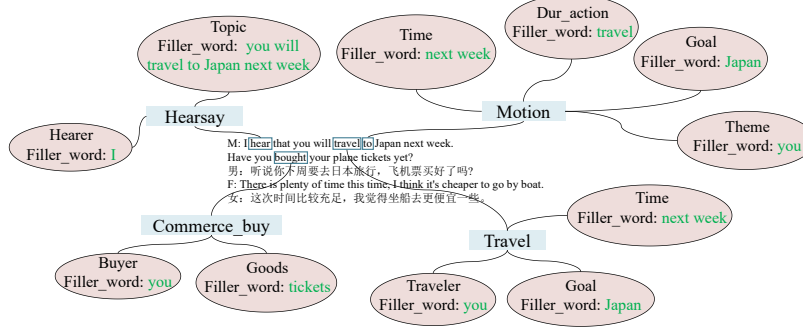 Topic
Filler_word: you will
travel to Japan next week
Time
Filler_word: next week
Dur_action
Filler_word: travel
Goal
Filler_word: Japan
Hearsay
Motion
Hearer
Filler_word: I
Theme
Filler_word: you
M: I hear that you will travel to Japan next week.
Have you bought your plane tickets yet?
男：听说你下周要去日本旅行，飞机票买好了吗?
F: There is plenty of time this time, I think it's cheaper to go by boat.
女：这次时间比较充足，我觉得坐船去更便宜一些。
Commerce_buy
Travel
Time
Filler_word: next week
Buyer
Filler_word: you
Goods
Filler_word: tickets
Traveler
Filler_word: you
Goal
Filler_word: Japan